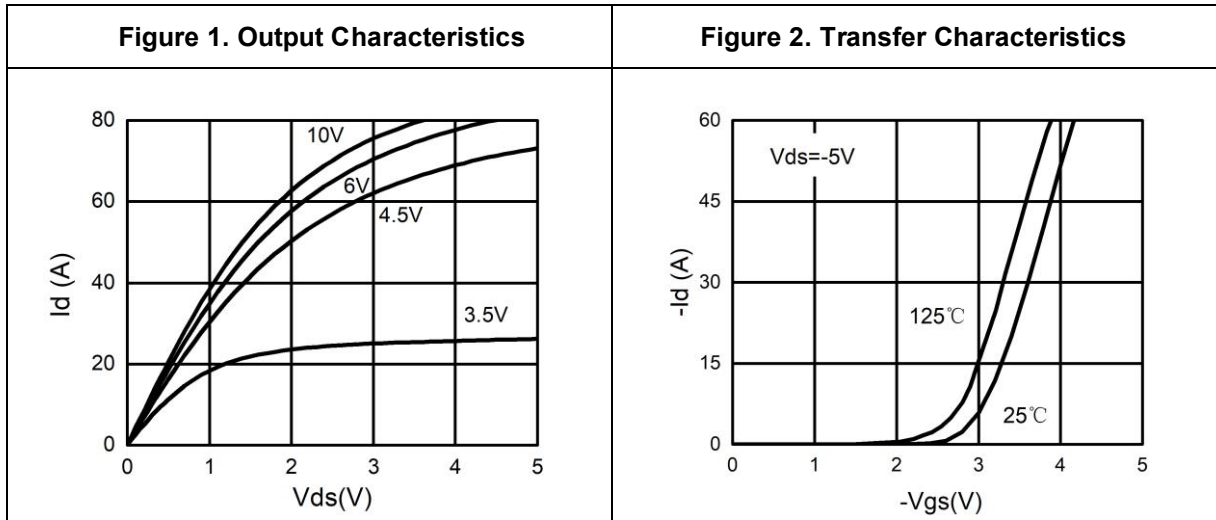 Figure 1. Output Characteristics
80
60
40
20
0
0 1 2 3 4 5
10V
6V
4.5V
3.5V
Id (A)
Vds(V)
Figure 2. Transfer Characteristics
60
45
30
15
0
0 1 2 3 4 5
Vds=-5V
125℃
25℃
-Id (A)
-Vgs(V)